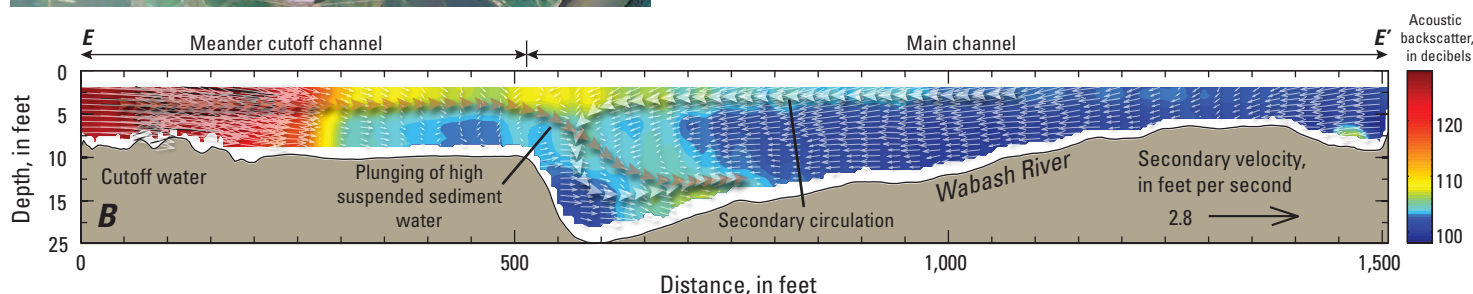 E
Meander cutoff channel
Main channel
E'
Acoustic
backscatter,
in decibels
Depth, in feet
0
5
10
15
25
Cutoff water
B
Plunging of high
suspended sediment
water
Secondary circulation
Wabash River
Secondary velocity,
in feet per second
2.8
120
110
100
0
500
1,000
1,500
Distance, in feet